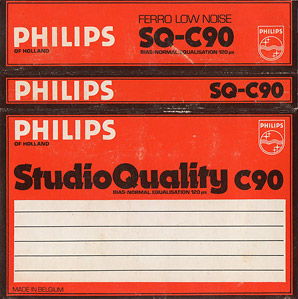 FERRO LOW NOISE
PHILIPS SQ-C90 PHILIPS
OF HOLLAND BIAS-NORMAL, EQUALISATION 120 µs
PHILIPS SQ-C90
PHILIPS PHILIPS
OF HOLLAND
StudioQuality C90
BIAS-NORMAL, EQUALISATION 120 µs
MADE IN BELGIUM